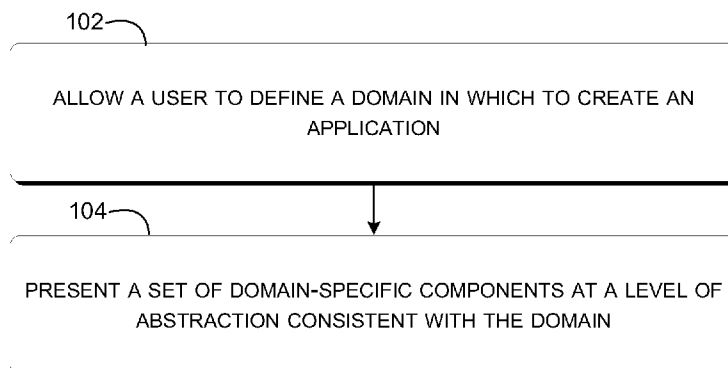 102
ALLOW A USER TO DEFINE A DOMAIN IN WHICH TO CREATE AN
APPLICATION
104
PRESENT A SET OF DOMAIN-SPECIFIC COMPONENTS AT A LEVEL OF
ABSTRACTION CONSISTENT WITH THE DOMAIN